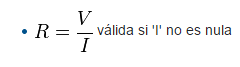 • R = V/I válida si 'I' no es nula